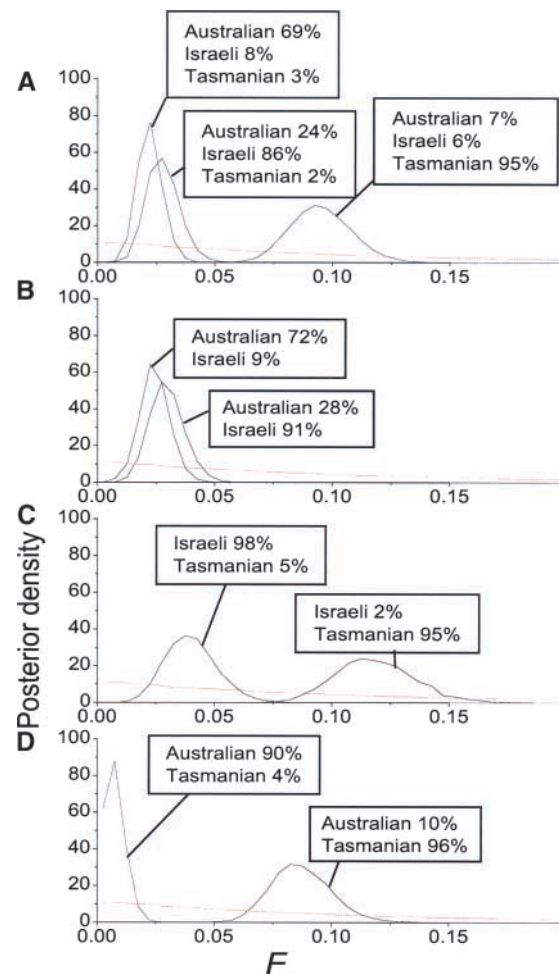 A
Australian 69%
Israeli 8%
Tasmanian 3%
Australian 24%
Israeli 86%
Tasmanian 2%
Australian 7%
Israeli 6%
Tasmanian 95%
100
80
60
40
20
0
0.00 0.05 0.10 0.15
B
Australian 72%
Israeli 9%
Australian 28%
Israeli 91%
100
80
60
40
20
0
0.00 0.05 0.10 0.15
C
Israeli 98%
Tasmanian 5%
Israeli 2%
Tasmanian 95%
100
80
60
40
20
0
0.00 0.05 0.10 0.15
D
Australian 90%
Tasmanian 4%
Australian 10%
Tasmanian 96%
100
80
60
40
20
0
0.00 0.05 0.10 0.15
Posterior density
F